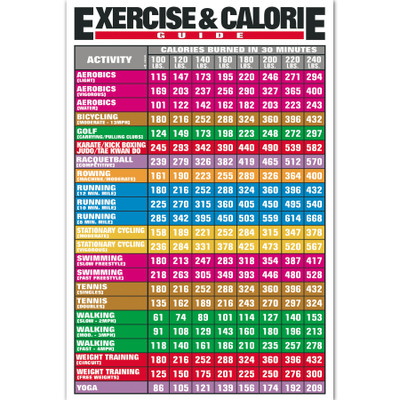 EXERCISE & CALORIE
GUIDE
CALORIES BURNED IN 30 MINUTES
ACTIVITY 100 LBS. 120 LBS. 140 LBS. 160 LBS. 180 LBS. 200 LBS. 220 LBS. 240 LBS.
AEROBICS (LIGHT) 115 147 173 195 220 246 271 294
AEROBICS (VIGOROUS) 169 203 237 256 290 327 365 400
AEROBICS (WATER) 101 122 142 162 182 203 223 243
BICYCLING (MODERATE - 12MPH) 180 216 252 288 324 360 396 432
GOLF (CARRYING/PULLING CLUBS) 124 149 173 198 223 248 272 297
KARATE/KICK BOXING 245 293 342 390 440 490 539 582
JUDO/TAE KWAN DO
RACQUETBALL (COMPETITIVE) 239 279 326 382 419 465 512 570
ROWING (MACHINE/MODERATE) 161 190 223 255 289 326 364 400
RUNNING (12 MIN. MILE) 180 216 252 288 324 360 396 432
RUNNING (10 MIN. MILE) 225 270 315 360 405 450 495 540
RUNNING (8 MIN. MILE) 285 342 395 450 503 559 614 668
STATIONARY CYCLING (MODERATE) 158 189 221 252 284 315 347 378
STATIONARY CYCLING (VIGOROUS) 236 284 331 378 425 473 520 567
SWIMMING (SLOW FREESTYLE) 180 213 247 283 318 354 387 417
SWIMMING (FAST FREESTYLE) 218 263 305 349 393 446 480 528
TENNIS (SINGLES) 180 216 252 288 324 360 396 432
TENNIS (DOUBLES) 135 162 189 216 243 270 297 324
WALKING (SLOW - 2MPH) 61 74 89 101 114 127 140 153
WALKING (MOD. - 3MPH) 91 108 129 143 160 180 196 213
WALKING (FAST - 4MPH) 118 140 161 186 210 235 258 278
WEIGHT TRAINING (CIRCUIT) 180 216 252 288 324 360 396 432
WEIGHT TRAINING (FREE WEIGHTS) 125 150 175 201 225 250 276 300
YOGA 86 105 121 139 156 174 192 209